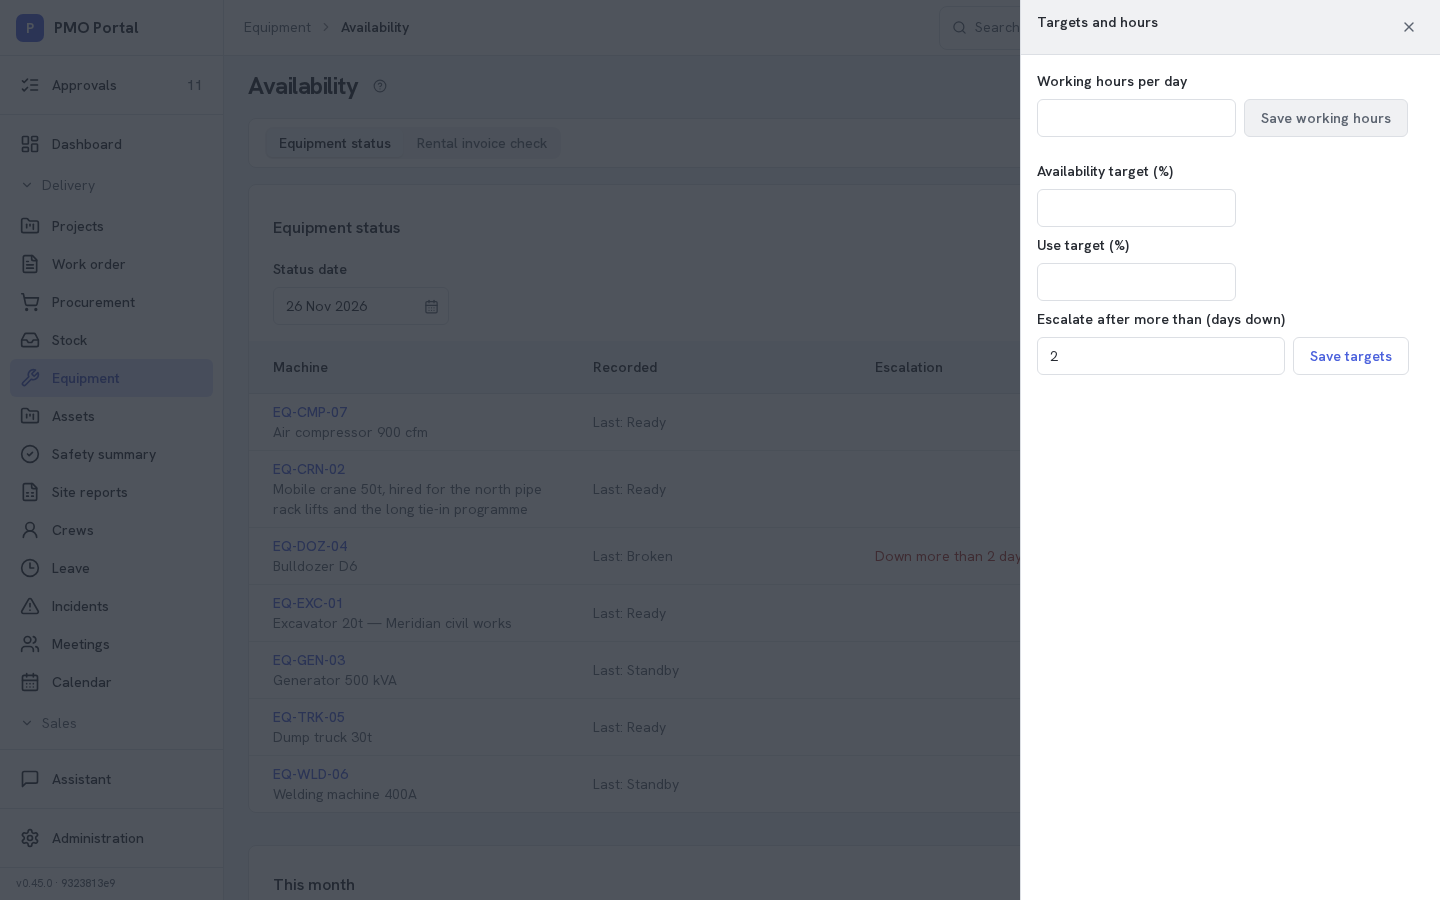 P PMO Portal
Equipment > Availability
Search
Targets and hours
Approvals 11
Dashboard
Delivery
Projects
Work order
Procurement
Stock
Equipment
Assets
Safety summary
Site reports
Crews
Leave
Incidents
Meetings
Calendar
Sales
Assistant
Administration
v0.45.0 · 9323813e9
Availability
Equipment status Rental invoice check
Equipment status
Status date
26 Nov 2026
Machine Recorded Escalation
EQ-CMP-07
Air compressor 900 cfm
Last: Ready
EQ-CRN-02
Mobile crane 50t, hired for the north pipe
rack lifts and the long tie-in programme
Last: Ready
EQ-DOZ-04
Bulldozer D6
Last: Broken
Down more than 2 day
EQ-EXC-01
Excavator 20t — Meridian civil works
Last: Ready
EQ-GEN-03
Generator 500 kVA
Last: Standby
EQ-TRK-05
Dump truck 30t
Last: Ready
EQ-WLD-06
Welding machine 400A
Last: Standby
This month
Working hours per day
Save working hours
Availability target (%)
Use target (%)
Escalate after more than (days down)
2
Save targets